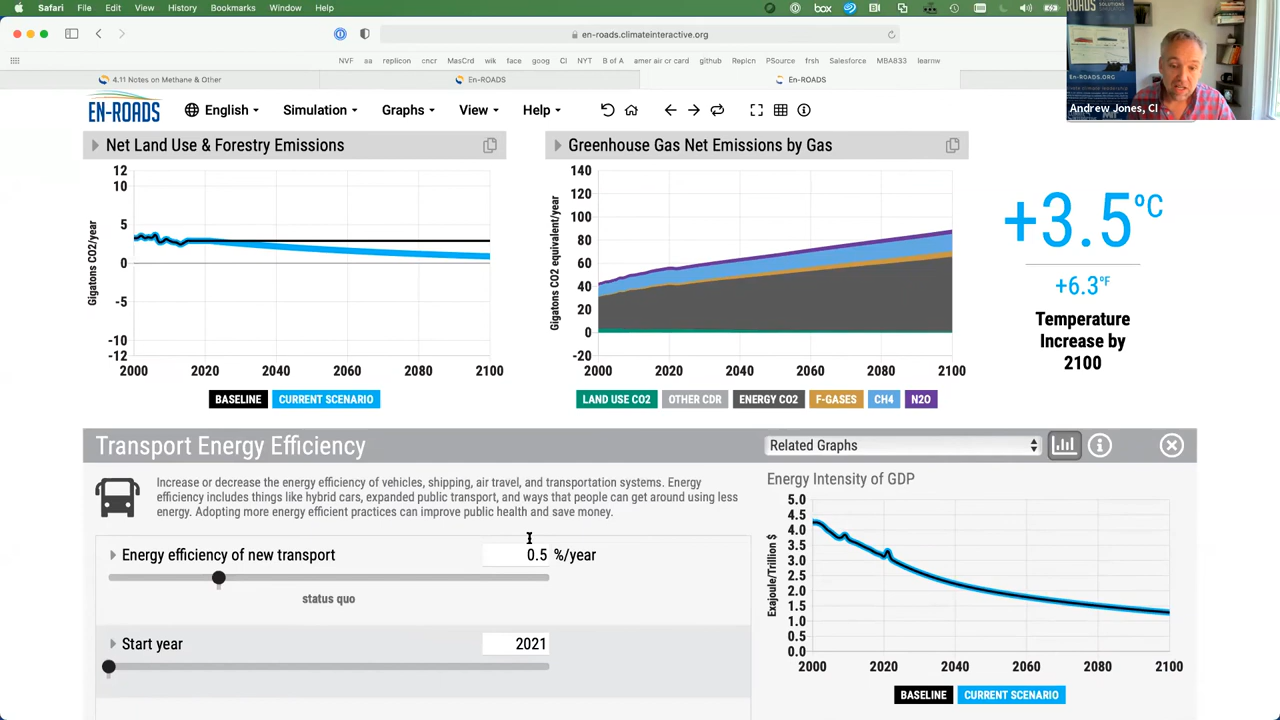 Safari File Edit View History Bookmarks Window Help
en-roads.climateinteractive.org
NVF aa replicon cncr MasCrd wik face goog CI NYT B of A amer air or card github Replcn PSource frsh Salesforce MBA833 learnw
4.11 Notes on Methane & Other
En-ROADS
En-ROADS
EN-ROADS
English
Simulation
View
Help
SOLUTIONS
EN-ROADS.ORG
Andrew Jones, CI
Net Land Use & Forestry Emissions
Gigatons CO2/year
12
10
5
0
-5
-10
-12
2000 2020 2040 2060 2080 2100
BASELINE CURRENT SCENARIO
Greenhouse Gas Net Emissions by Gas
Gigatons CO2 equivalent/year
140
120
100
80
60
40
20
0
-20
2000 2020 2040 2060 2080 2100
LAND USE CO2 OTHER CDR ENERGY CO2 F-GASES CH4 N2O
+3.5°C
+6.3°F
Temperature
Increase by
2100
Transport Energy Efficiency
Related Graphs
Increase or decrease the energy efficiency of vehicles, shipping, air travel, and transportation systems. Energy
efficiency includes things like hybrid cars, expanded public transport, and ways that people can get around using less
energy. Adopting more energy efficient practices can improve public health and save money.
Energy efficiency of new transport 0.5 %/year
status quo
Start year 2021
Energy Intensity of GDP
Exajoule/Trillion $
5.0
4.5
4.0
3.5
3.0
2.5
2.0
1.5
1.0
0.5
0.0
2000 2020 2040 2060 2080 2100
BASELINE CURRENT SCENARIO